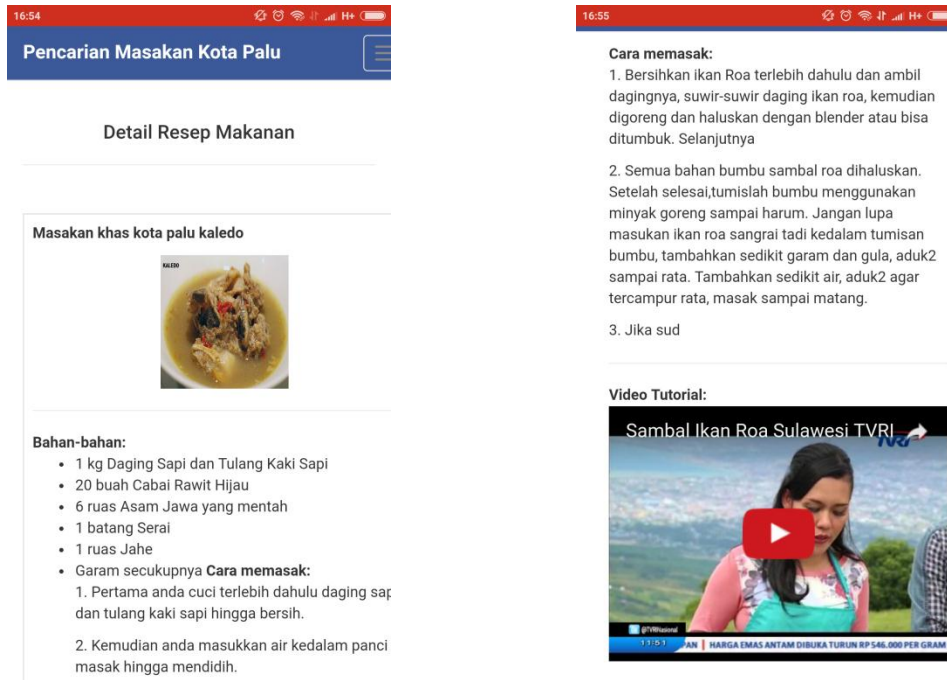 16:54
H+
Pencarian Masakan Kota Palu
Detail Resep Makanan
Masakan khas kota palu kaledo
KALEDO
Bahan-bahan:
• 1 kg Daging Sapi dan Tulang Kaki Sapi
• 20 buah Cabai Rawit Hijau
• 6 ruas Asam Jawa yang mentah
• 1 batang Serai
• 1 ruas Jahe
• Garam secukupnya Cara memasak:
1. Pertama anda cuci terlebih dahulu daging sap
dan tulang kaki sapi hingga bersih.
2. Kemudian anda masukkan air kedalam panci
masak hingga mendidih.
16:55
H+
Cara memasak:
1. Bersihkan ikan Roa terlebih dahulu dan ambil
dagingnya, suwir-suwir daging ikan roa, kemudian
digoreng dan haluskan dengan blender atau bisa
ditumbuk. Selanjutnya
2. Semua bahan bumbu sambal roa dihaluskan.
Setelah selesai,tumislah bumbu menggunakan
minyak goreng sampai harum. Jangan lupa
masukan ikan roa sangrai tadi kedalam tumisan
bumbu, tambahkan sedikit garam dan gula, aduk2
sampai rata. Tambahkan sedikit air, aduk2 agar
tercampur rata, masak sampai matang.
3. Jika sud
Video Tutorial:
Sambal Ikan Roa Sulawesi TVRI
TVRI
@TVRINasional
11:51 PAN | HARGA EMAS ANTAM DIBUKA TURUN RP 546.000 PER GRAM